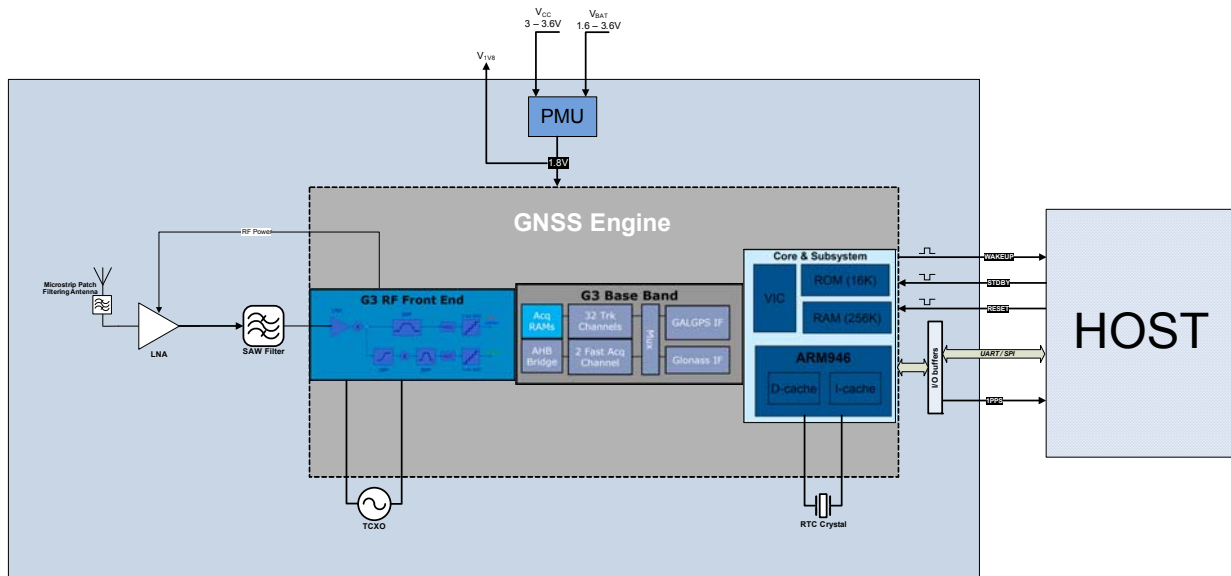 VCC
3 – 3.6V
VBAT
1.6 – 3.6V
V1V8
PMU
1.8V
GNSS Engine
RF Power
Microstrip Patch
Filtering Antenna
LNA
SAW Filter
G3 RF Front End
G3 Base Band
Acq
RAMs
32 Trk
Channels
Mux
GALGPS IF
AHB
Bridge
2 Fast Acq
Channel
Glonass IF
Core & Subsystem
VIC
ROM (16K)
RAM (256K)
ARM946
D-cache
I-cache
TCXO
RTC Crystal
WAKEUP
STDBY
RESET
I/O buffers
UART / SPI
1PPS
HOST